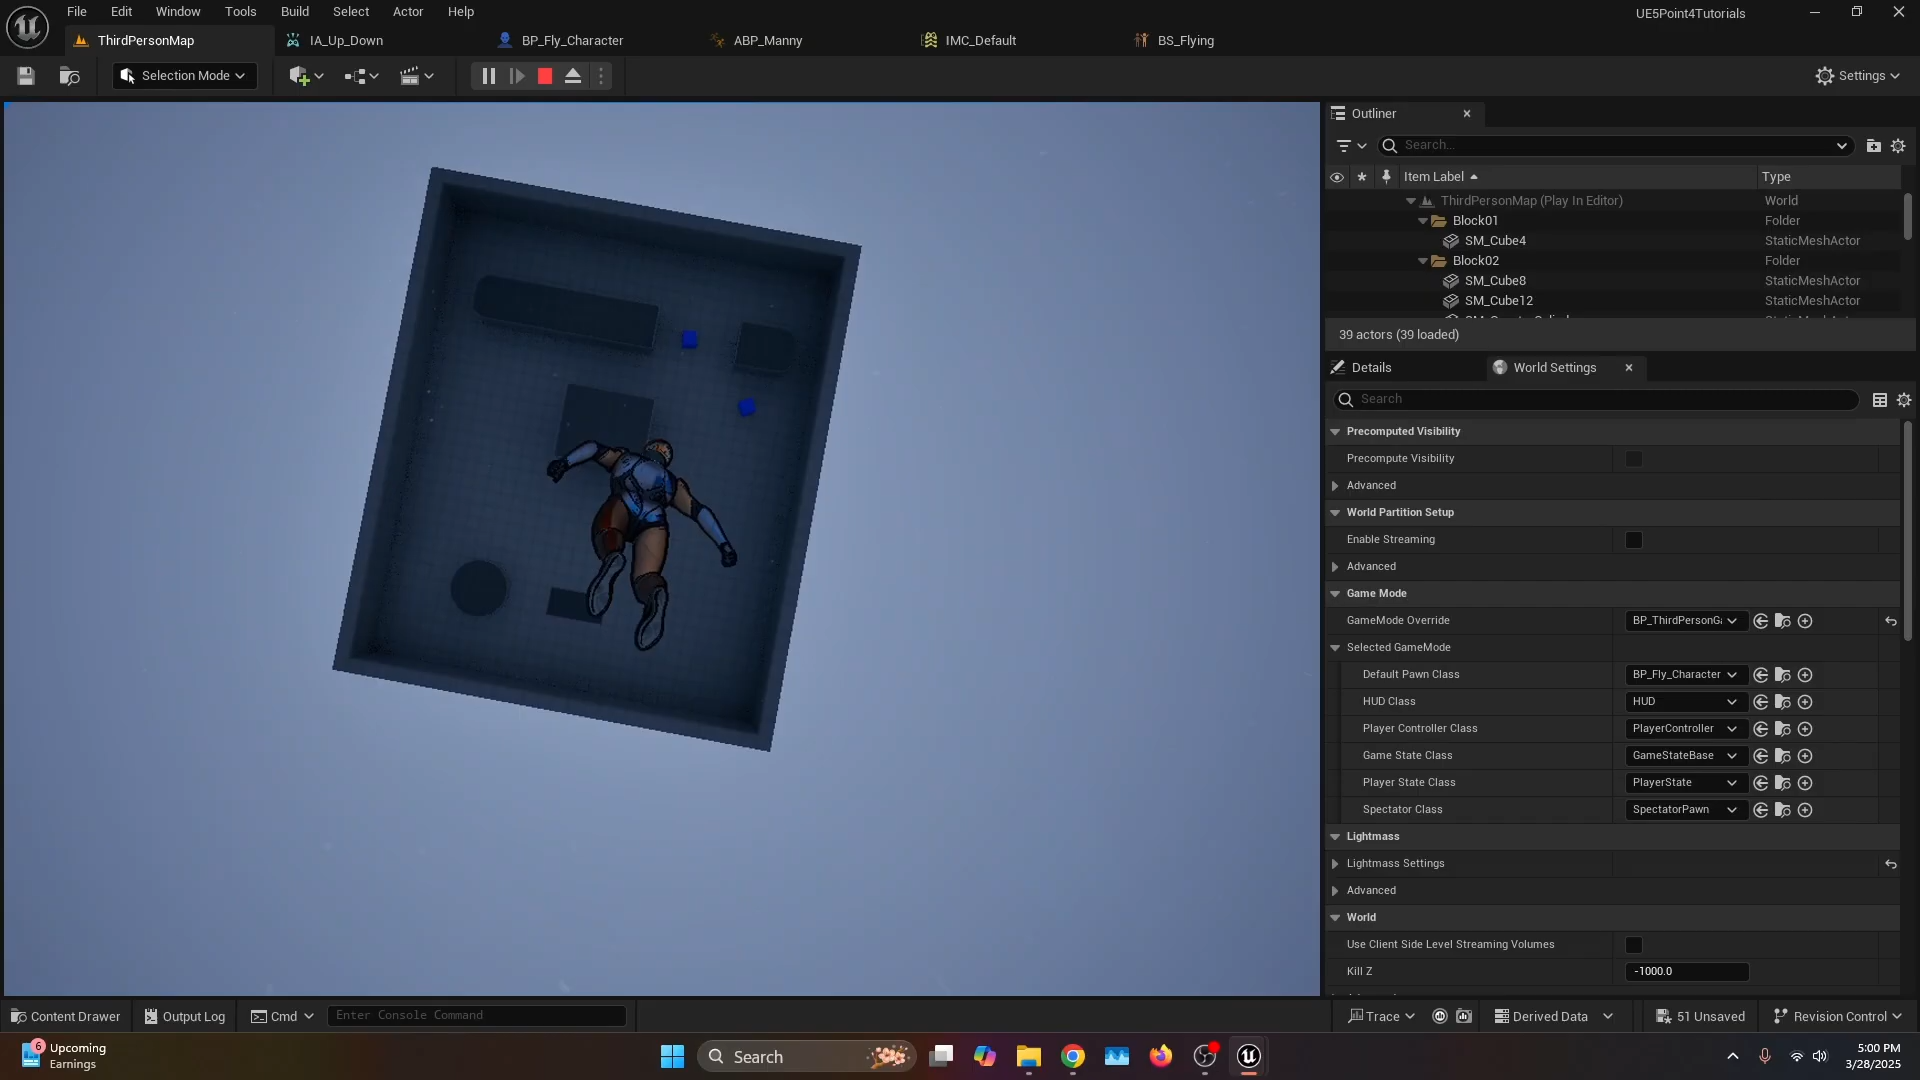 File Edit Window Tools Build Select Actor Help
UE5Point4Tutorials
ThirdPersonMap IA_Up_Down BP_Fly_Character ABP_Manny IMC_Default BS_Flying
Selection Mode
Settings
Outliner
Search...
Item Label Type
ThirdPersonMap (Play In Editor) World
Block01 Folder
SM_Cube4 StaticMeshActor
Block02 Folder
SM_Cube8 StaticMeshActor
SM_Cube12 StaticMeshActor
39 actors (39 loaded)
Details World Settings
Search
Precomputed Visibility
Precompute Visibility
Advanced
World Partition Setup
Enable Streaming
Advanced
Game Mode
GameMode Override BP_ThirdPersonGa
Selected GameMode
Default Pawn Class BP_Fly_Character
HUD Class HUD
Player Controller Class PlayerController
Game State Class GameStateBase
Player State Class PlayerState
Spectator Class SpectatorPawn
Lightmass
Lightmass Settings
Advanced
World
Use Client Side Level Streaming Volumes
Kill Z -1000.0
Content Drawer Output Log Cmd Enter Console Command Trace Derived Data 51 Unsaved Revision Control
6 Upcoming
Earnings
Search
5:00 PM
3/28/2025